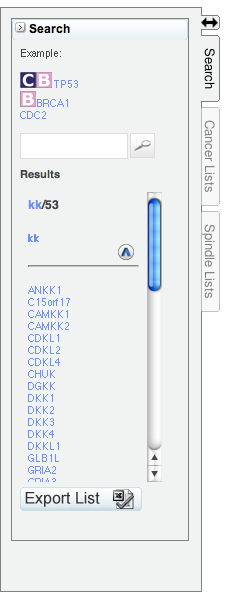 Search
Example:
C B TP53
B BRCA1
CDC2
Results
kk/53
kk
ANKK1
C15orf17
CAMKK1
CAMKK2
CDKL1
CDKL2
CDKL4
CHUK
DGKK
DKK1
DKK2
DKK3
DKK4
DKKL1
GLB1L
GRIA2
GRIA3
Export List
Search
Cancer Lists
Spindle Lists